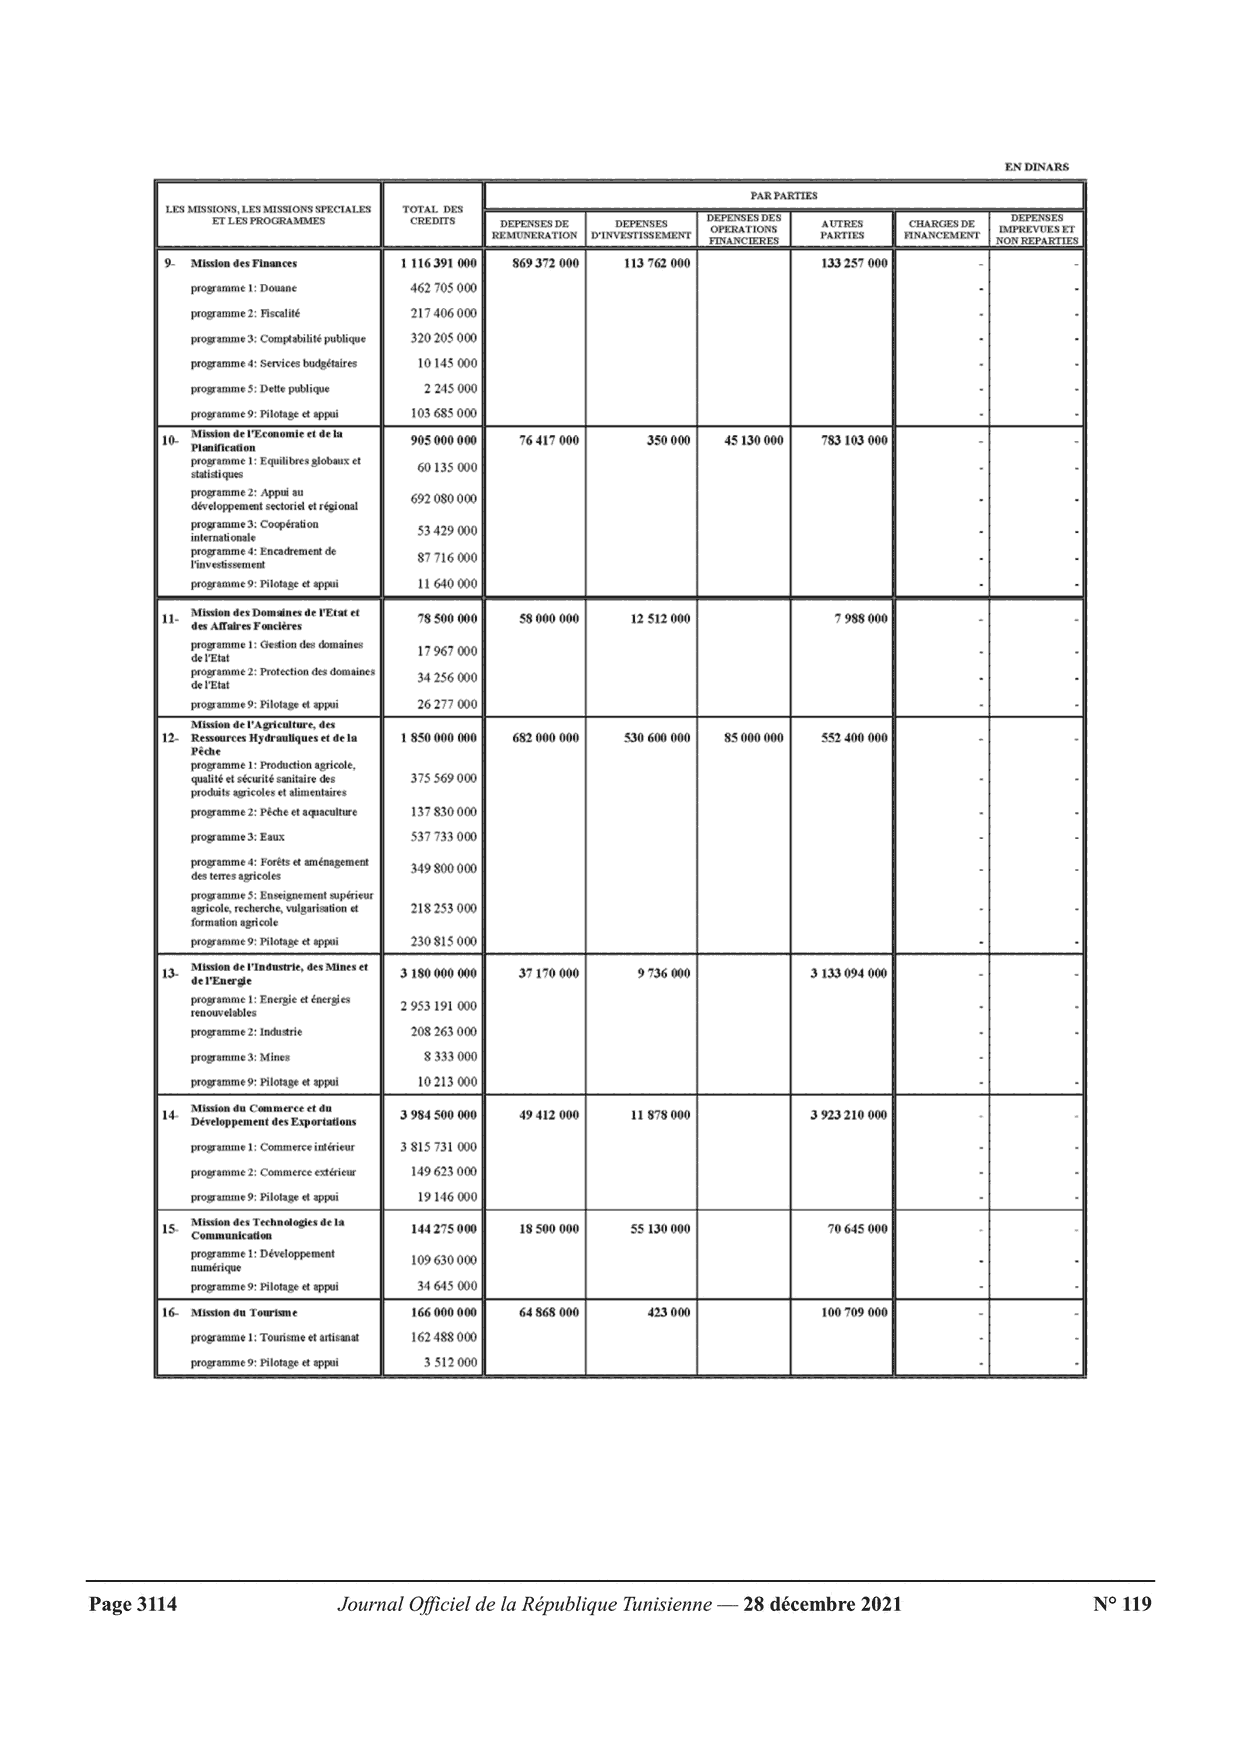 EN DINARS
LES MISSIONS, LES MISSIONS SPECIALES
ET LES PROGRAMMES
TOTAL DES
CREDITS
PAR PARTIES
DEPENSES DE
REMUNERATION
DEPENSES
D'INVESTISSEMENT
DEPENSES DES
OPERATIONS
FINANCIERES
AUTRES
PARTIES
CHARGES DE
FINANCEMENT
DEPENSES
IMPREVUES ET
NON REPARTIES
9- Mission des Finances 1 116 391 000 869 372 000 113 762 000 133 257 000 - -
programme 1: Douane 462 705 000 - -
programme 2: Fiscalité 217 406 000 - -
programme 3: Comptabilité publique 320 205 000 - -
programme 4: Services budgétaires 10 145 000 - -
programme 5: Dette publique 2 245 000 - -
programme 9: Pilotage et appui 103 685 000 - -
10- Mission de l'Economie et de la
Planification 905 000 000 76 417 000 350 000 45 130 000 783 103 000 - -
programme 1: Equilibres globaux et
statistiques 60 135 000 - -
programme 2: Appui au
développement sectoriel et régional 692 080 000 - -
programme 3: Coopération
internationale 53 429 000 - -
programme 4: Encadrement de
l'investissement 87 716 000 - -
programme 9: Pilotage et appui 11 640 000 - -
11- Mission des Domaines de l'Etat et
des Affaires Foncières 78 500 000 58 000 000 12 512 000 7 988 000 - -
programme 1: Gestion des domaines
de l'Etat 17 967 000 - -
programme 2: Protection des domaines
de l'Etat 34 256 000 - -
programme 9: Pilotage et appui 26 277 000 - -
Mission de l'Agriculture, des
12- Ressources Hydrauliques et de la 1 850 000 000 682 000 000 530 600 000 85 000 000 552 400 000 - -
Pêche
programme 1: Production agricole,
qualité et sécurité sanitaire des 375 569 000 - -
produits agricoles et alimentaires
programme 2: Pêche et aquaculture 137 830 000 - -
programme 3: Eaux 537 733 000 - -
programme 4: Forêts et aménagement
des terres agricoles 349 800 000 - -
programme 5: Enseignement supérieur
agricole, recherche, vulgarisation et 218 253 000 - -
formation agricole
programme 9: Pilotage et appui 230 815 000 - -
13- Mission de l'Industrie, des Mines et
de l'Energie 3 180 000 000 37 170 000 9 736 000 3 133 094 000 - -
programme 1: Energie et énergies
renouvelables 2 953 191 000 - -
programme 2: Industrie 208 263 000 - -
programme 3: Mines 8 333 000 -
programme 9: Pilotage et appui 10 213 000 - -
14- Mission du Commerce et du
Développement des Exportations 3 984 500 000 49 412 000 11 878 000 3 923 210 000 - -
programme 1: Commerce intérieur 3 815 731 000 - -
programme 2: Commerce extérieur 149 623 000 - -
programme 9: Pilotage et appui 19 146 000 - -
15- Mission des Technologies de la
Communication 144 275 000 18 500 000 55 130 000 70 645 000 - -
programme 1: Développement
numérique 109 630 000 - -
programme 9: Pilotage et appui 34 645 000 - -
16- Mission du Tourisme 166 000 000 64 868 000 423 000 100 709 000 - -
programme 1: Tourisme et artisanat 162 488 000 - -
programme 9: Pilotage et appui 3 512 000 - -
Page 3114 Journal Officiel de la République Tunisienne — 28 décembre 2021 N° 119